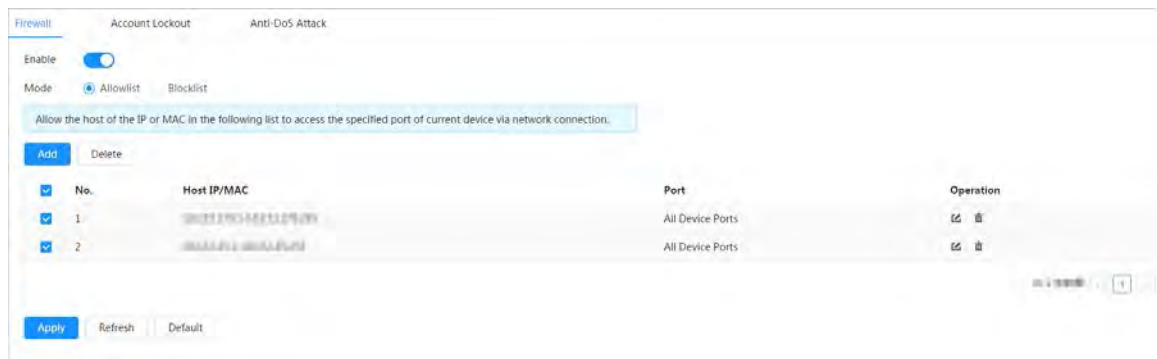 Firewall Account Lockout Anti-DoS Attack
Enable
Mode Allowlist Blocklist
Allow the host of the IP or MAC in the following list to access the specified port of current device via network connection.
Add Delete
No. Host IP/MAC Port Operation
1 All Device Ports
2 All Device Ports
1
Apply Refresh Default